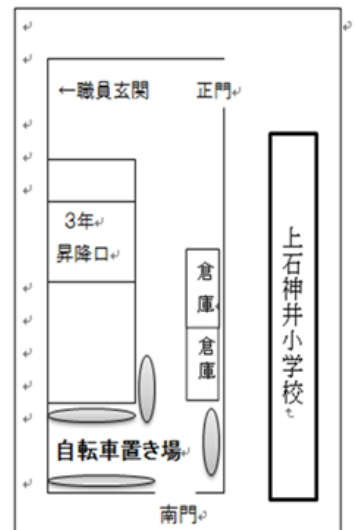 ←職員玄関
正門
3年
昇降口
倉庫
倉庫
上石神井小学校
自転車置き場
南門